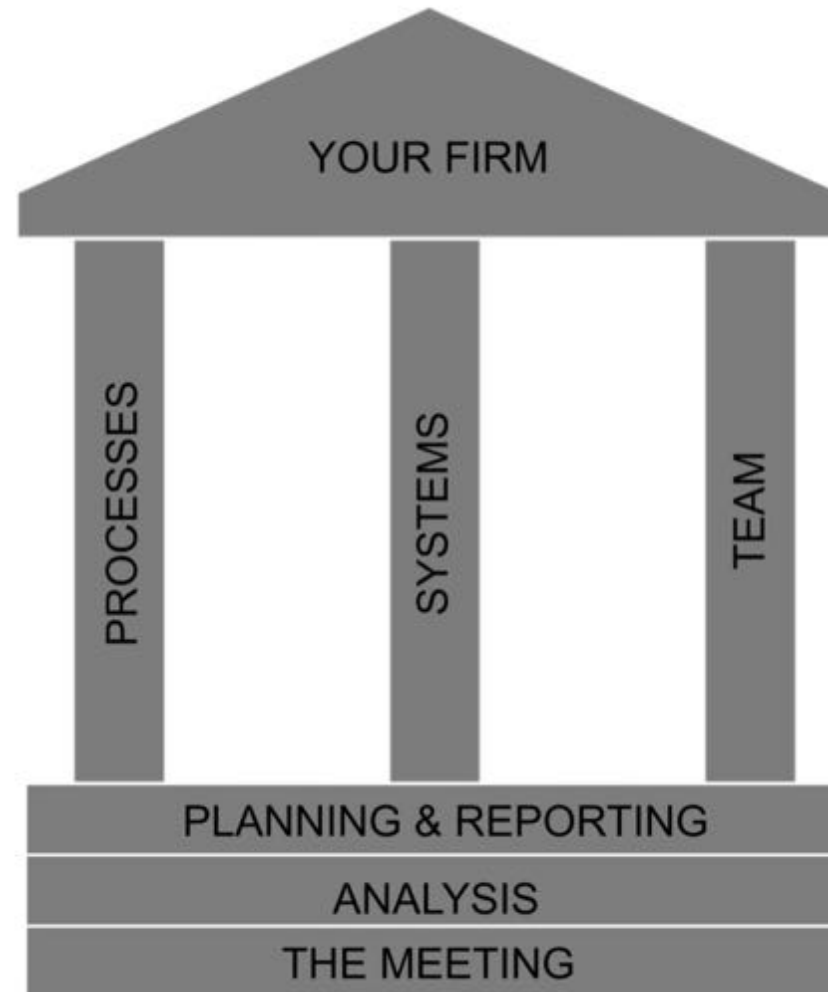 YOUR FIRM
PROCESSES
SYSTEMS
TEAM
PLANNING & REPORTING
ANALYSIS
THE MEETING